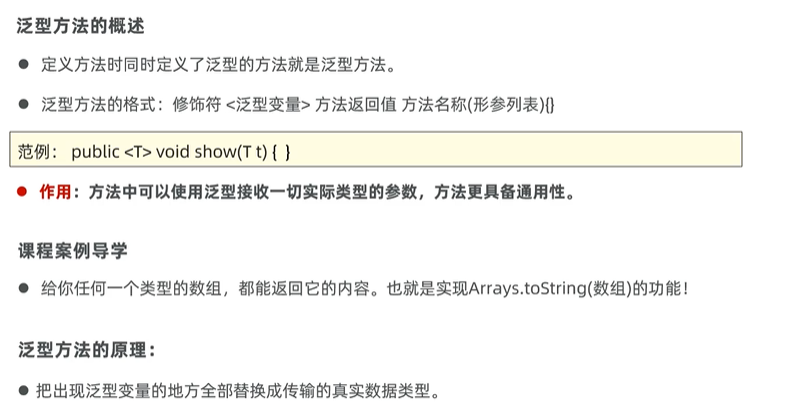 泛型方法的概述
● 定义方法时同时定义了泛型的方法就是泛型方法。
● 泛型方法的格式：修饰符 <泛型变量> 方法返回值 方法名称(形参列表){}
范例： public <T> void show(T t) { }
● 作用：方法中可以使用泛型接收一切实际类型的参数，方法更具备通用性。
课程案例导学
● 给你任何一个类型的数组，都能返回它的内容。也就是实现Arrays.toString(数组)的功能！
泛型方法的原理：
● 把出现泛型变量的地方全部替换成传输的真实数据类型。